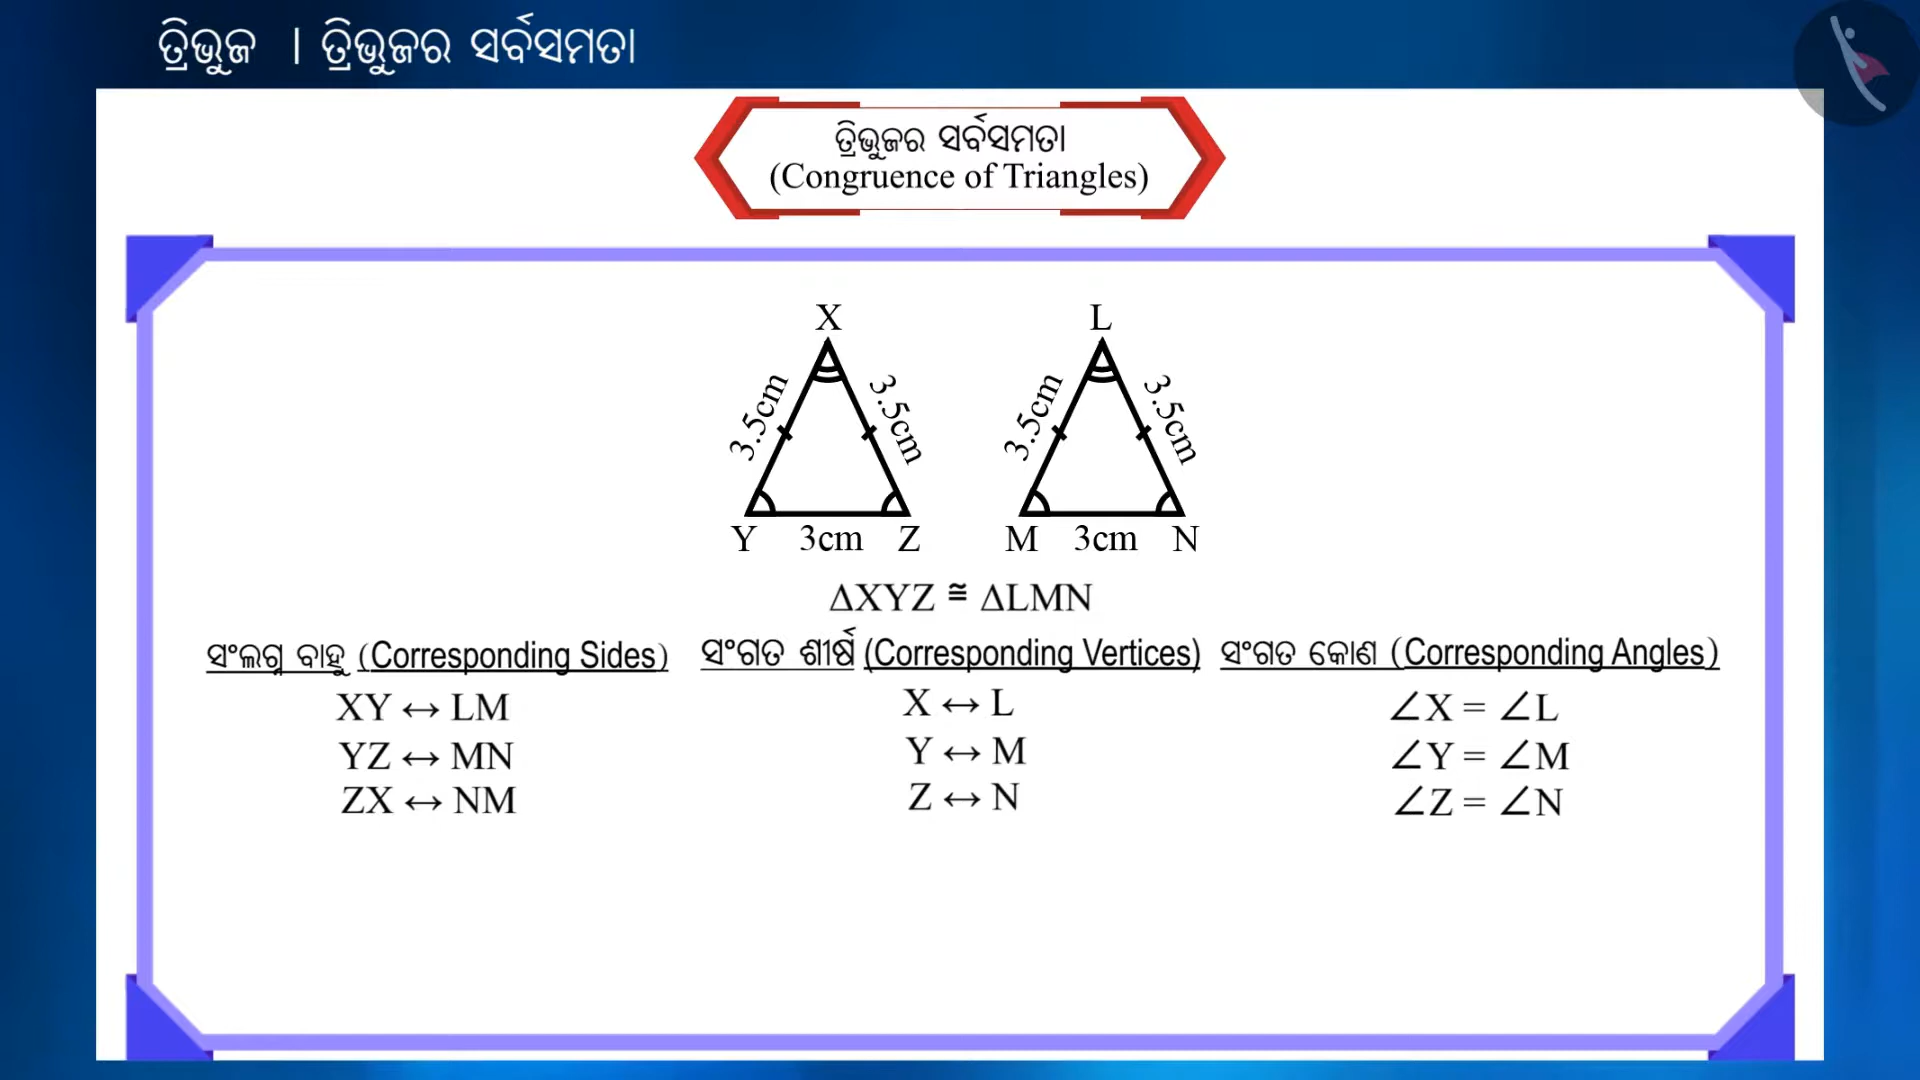 ତ୍ରିଭୁଜ | ତ୍ରିଭୁଜର ସର୍ବସମତା
ତ୍ରିଭୁଜର ସର୍ବସମତା
(Congruence of Triangles)
X
L
3.5cm
3.5cm
3.5cm
3.5cm
Y 3cm Z
M 3cm N
ΔXYZ ≅ ΔLMN
ସଂଲଗ୍ନ ବାହୁ (Corresponding Sides)
XY ↔ LM
YZ ↔ MN
ZX ↔ NM
ସଂଗତ ଶୀର୍ଷ (Corresponding Vertices)
X ↔ L
Y ↔ M
Z ↔ N
ସଂଗତ କୋଣ (Corresponding Angles)
∠X = ∠L
∠Y = ∠M
∠Z = ∠N